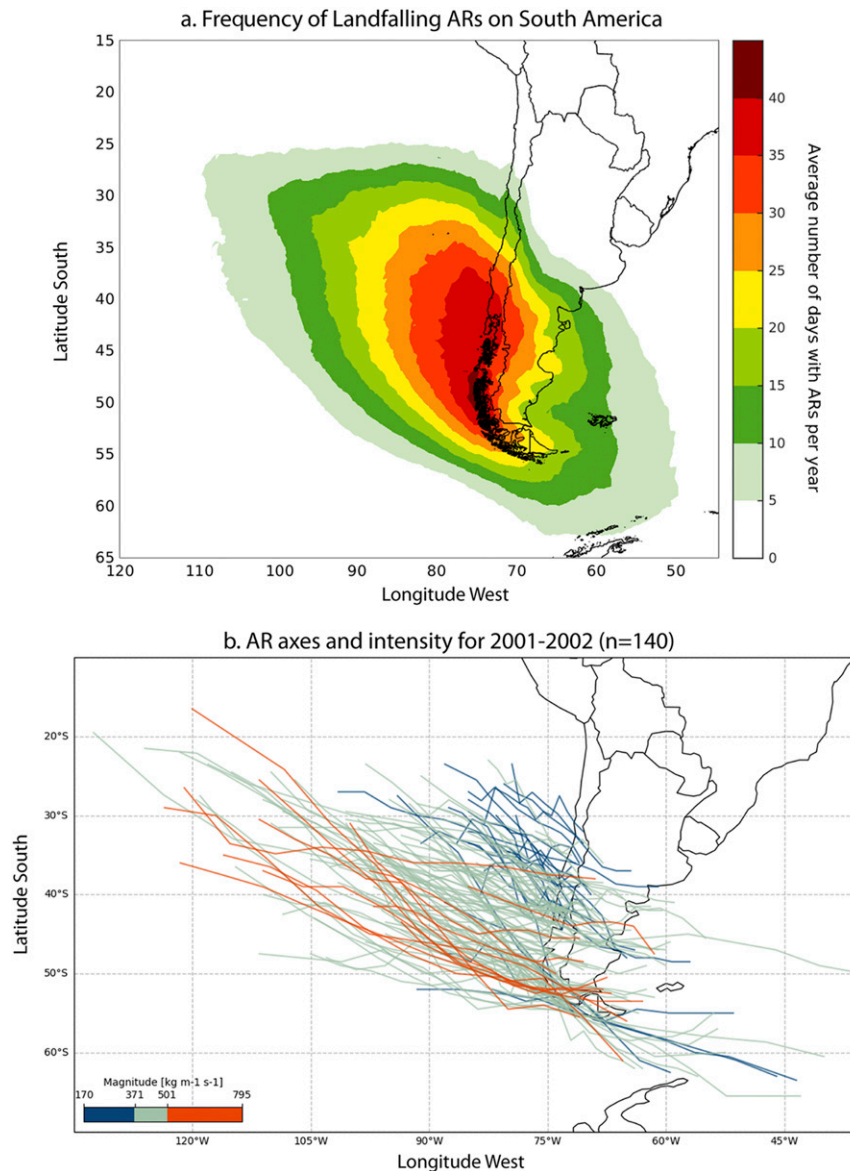 a. Frequency of Landfalling ARs on South America
15
20
25
30
35
40
45
50
55
60
65
Latitude South
120
110
100
90
80
70
60
50
Longitude West
40
35
30
25
20
15
10
5
0
Average number of days with ARs per year
b. AR axes and intensity for 2001-2002 (n=140)
20°S
30°S
40°S
50°S
60°S
Latitude South
Magnitude [kg m-1 s-1]
170 371 501 795
120°W 105°W 90°W 75°W 60°W 45°W
Longitude West